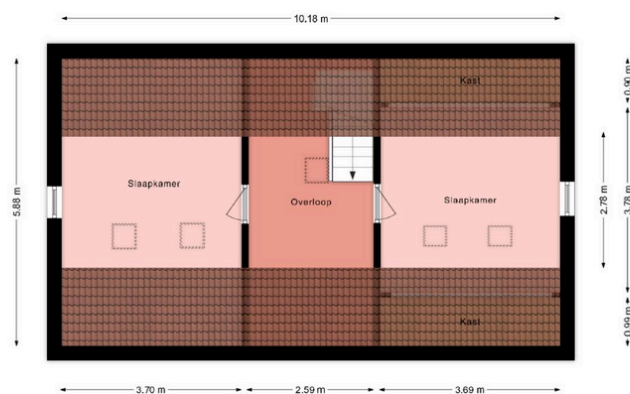 10.18 m
Kast
0.90 m
Slaapkamer
Overloop
Slaapkamer
5.88 m
2.78 m
3.78 m
Kast
0.99 m
3.70 m
2.59 m
3.69 m